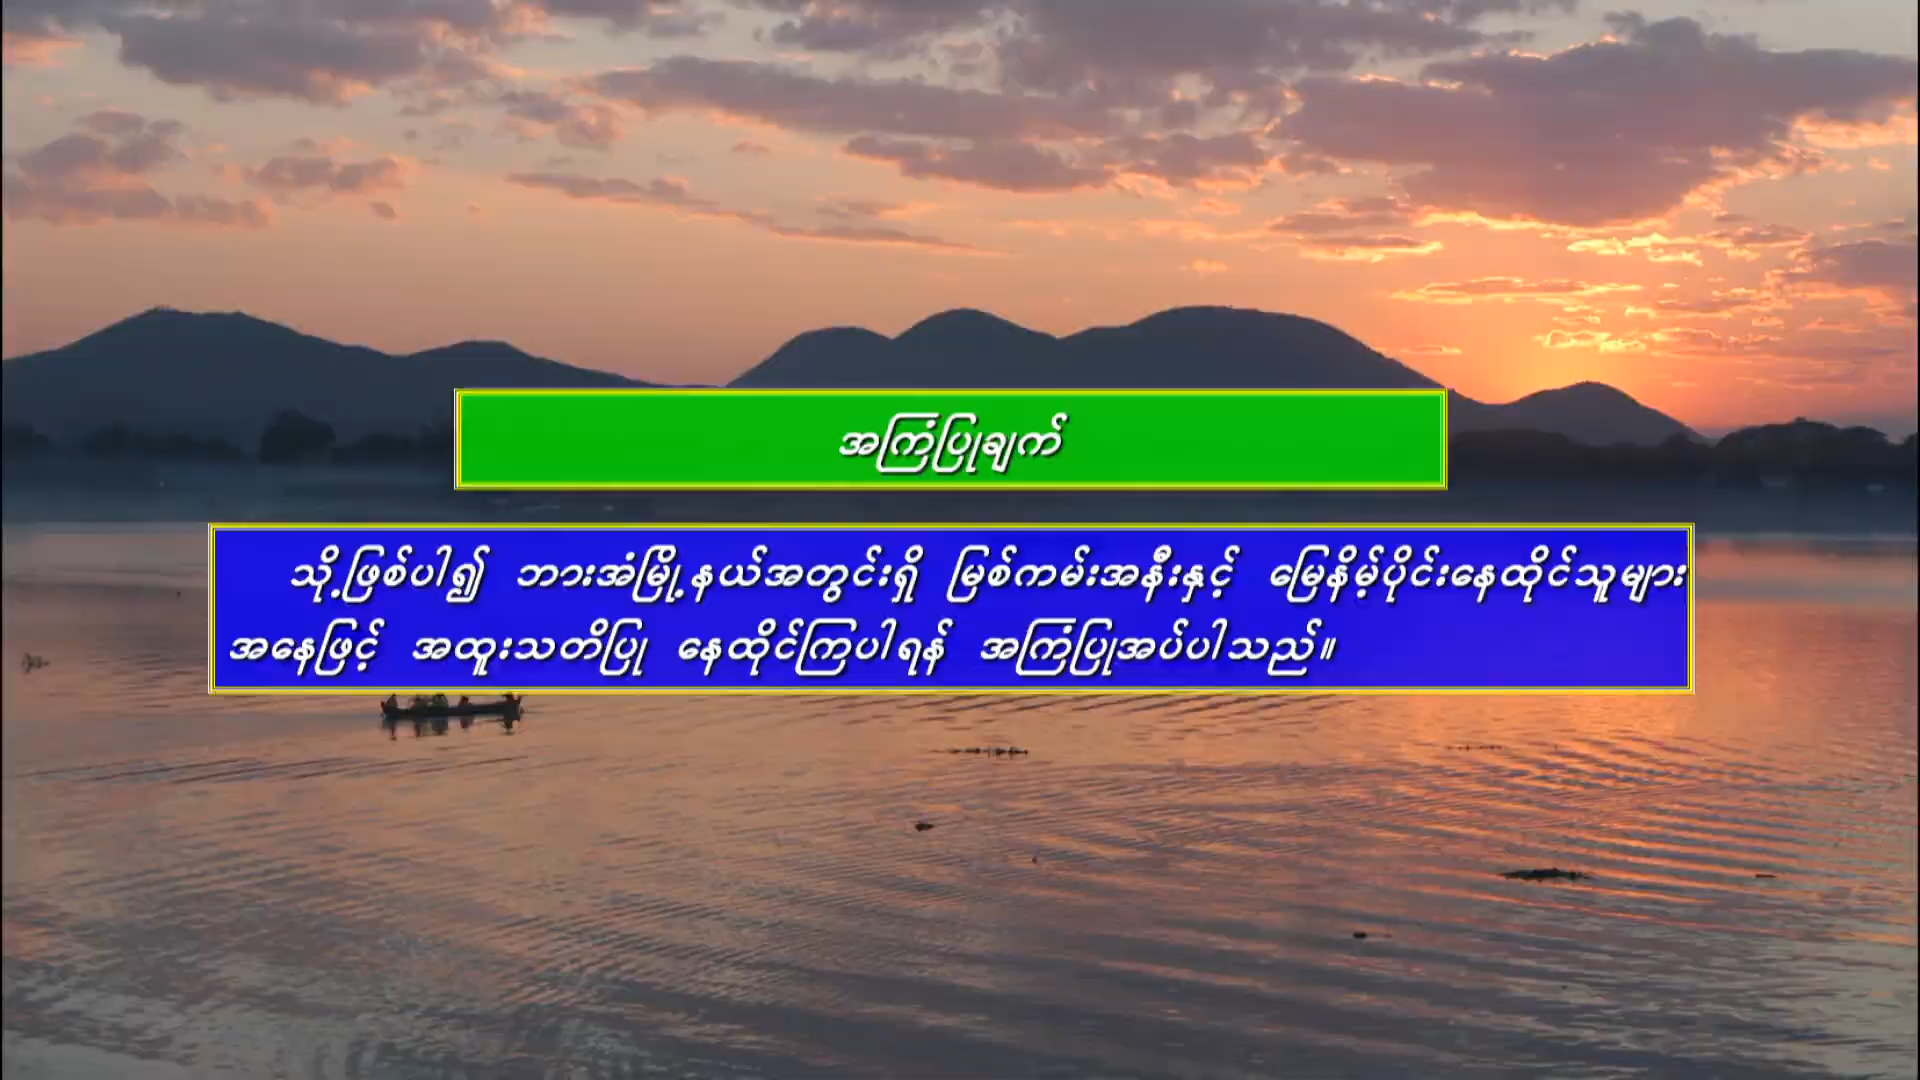 အကြံပြုချက်
သို့ဖြစ်ပါ၍ ဘားအံမြို့နယ်အတွင်းရှိ မြစ်ကမ်းအနီးနှင့် မြေနိမ့်ပိုင်းနေထိုင်သူများ
အနေဖြင့် အထူးသတိပြု နေထိုင်ကြပါရန် အကြံပြုအပ်ပါသည်။